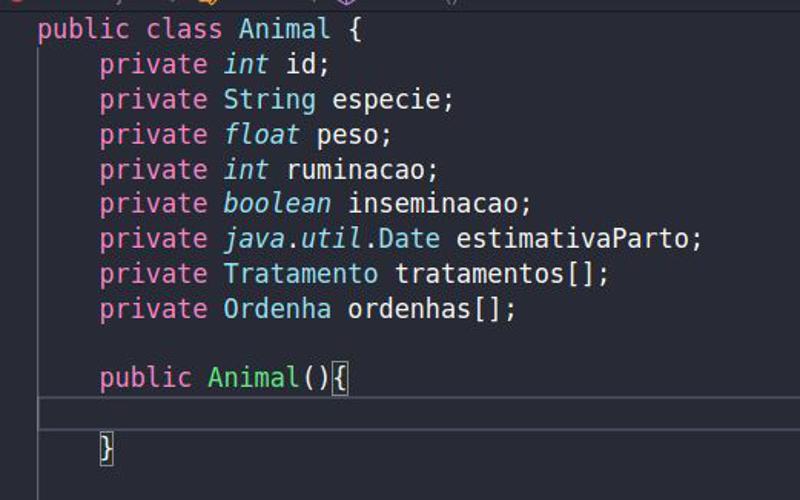 public class Animal {
private int id;
private String especie;
private float peso;
private int ruminacao;
private boolean inseminacao;
private java.util.Date estimativaParto;
private Tratamento tratamentos[];
private Ordenha ordenhas[];
public Animal(){
}